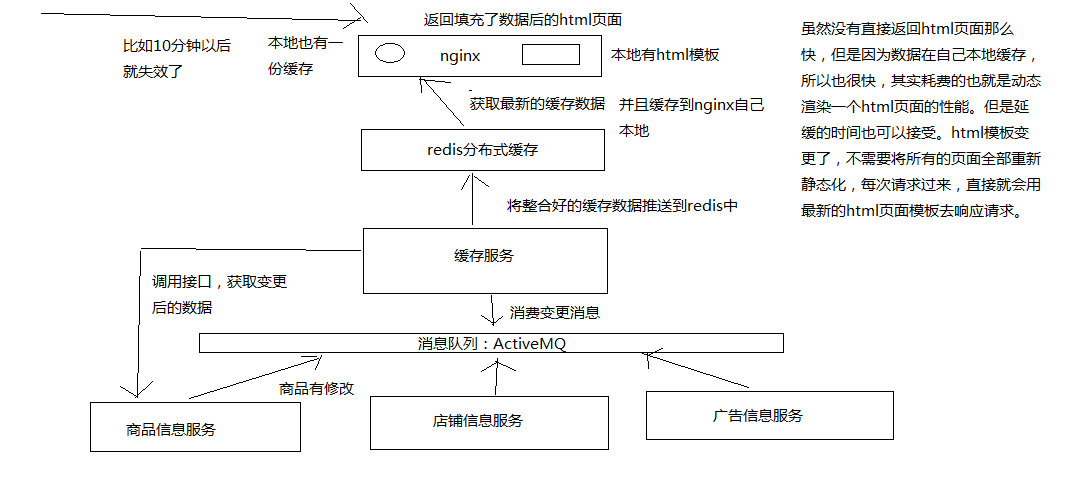 返回填充了数据后的html页面
比如10分钟以后
就失效了
本地也有一
份缓存
nginx
本地有html模板
获取最新的缓存数据
并且缓存到nginx自己
本地
redis分布式缓存
将整合好的缓存数据推送到redis中
缓存服务
调用接口，获取变更
后的数据
消费变更消息
消息队列：ActiveMQ
商品有修改
商品信息服务
店铺信息服务
广告信息服务
虽然没有直接返回html页面那么
快，但是因为数据在自己本地缓存，
所以也很快，其实耗费的也就是动态
渲染一个html页面的性能。但是延
缓的时间也可以接受。html模板变
更了，不需要将所有的页面全部重新
静态化，每次请求过来，直接就会用
最新的html页面模板去响应请求。